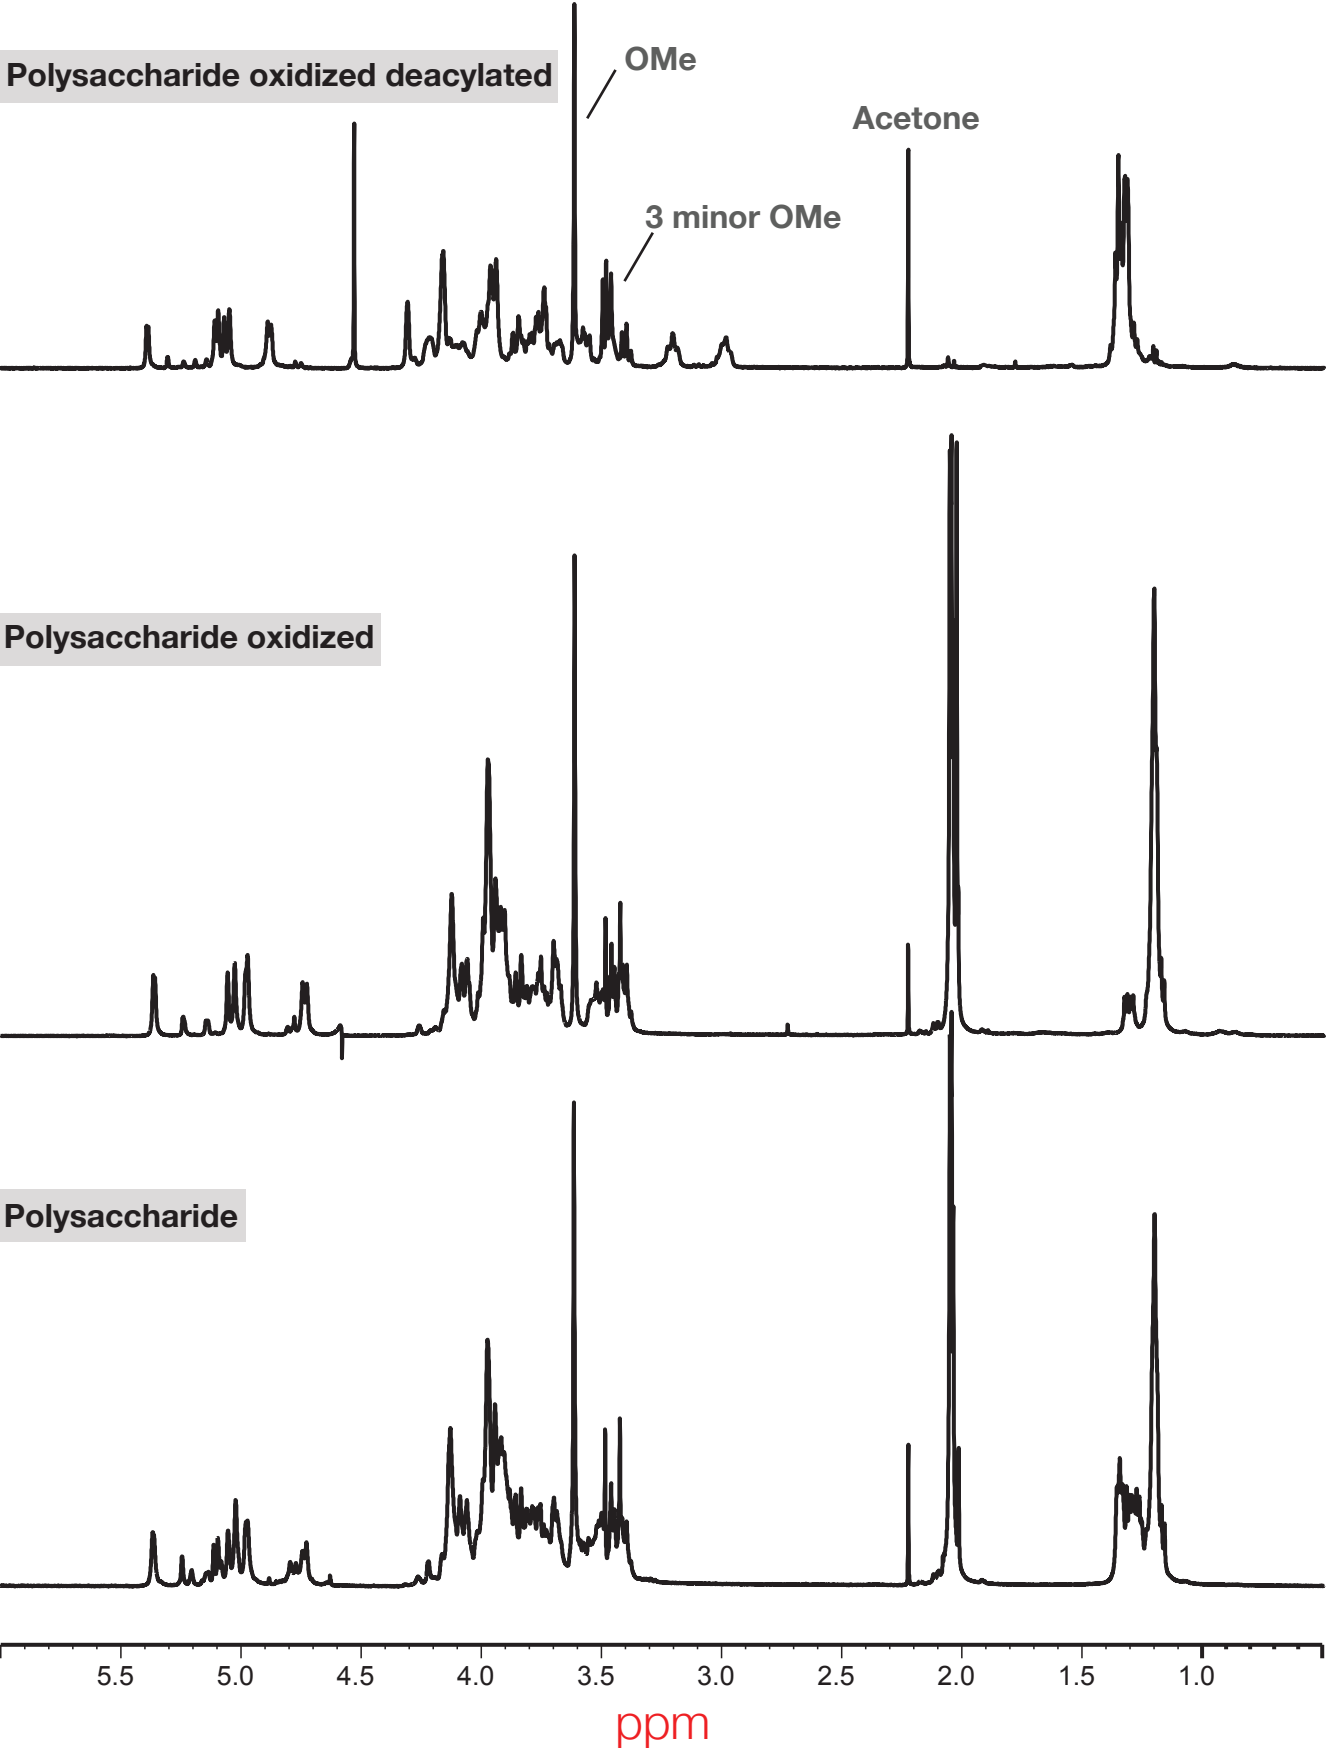 OMe
Polysaccharide oxidized deacylated
Acetone
3 minor OMe
Polysaccharide oxidized
Polysaccharide
5.5 5.0 4.5 4.0 3.5 3.0 2.5 2.0 1.5 1.0
ppm